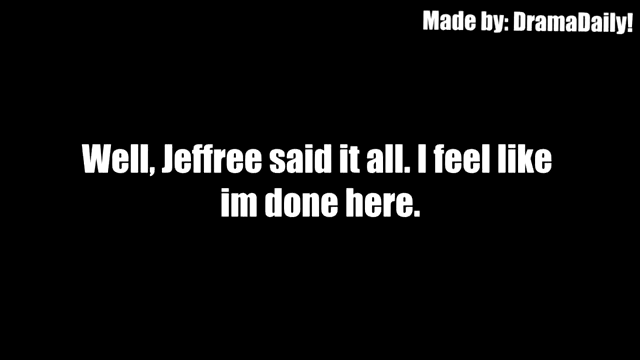 Made by: DramaDaily!
Well, Jeffree said it all. I feel like
im done here.